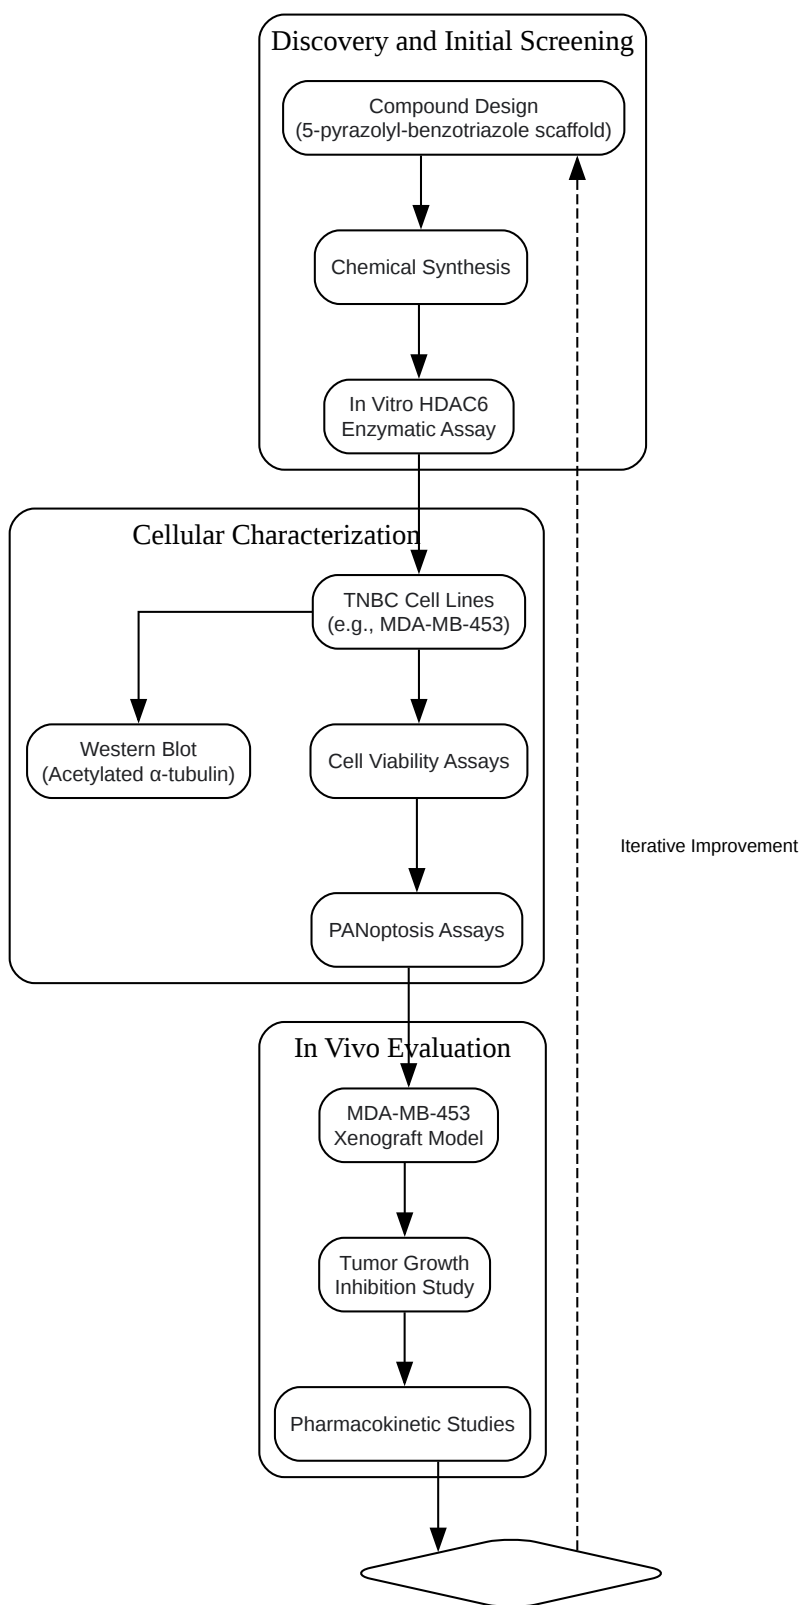 Discovery and Initial Screening
Compound Design
(5-pyrazolyl-benzotriazole scaffold)
Chemical Synthesis
In Vitro HDAC6
Enzymatic Assay
Cellular Characterization
TNBC Cell Lines
(e.g., MDA-MB-453)
Western Blot
(Acetylated α-tubulin)
Cell Viability Assays
Iterative Improvement
PANoptosis Assays
In Vivo Evaluation
MDA-MB-453
Xenograft Model
Tumor Growth
Inhibition Study
Pharmacokinetic Studies